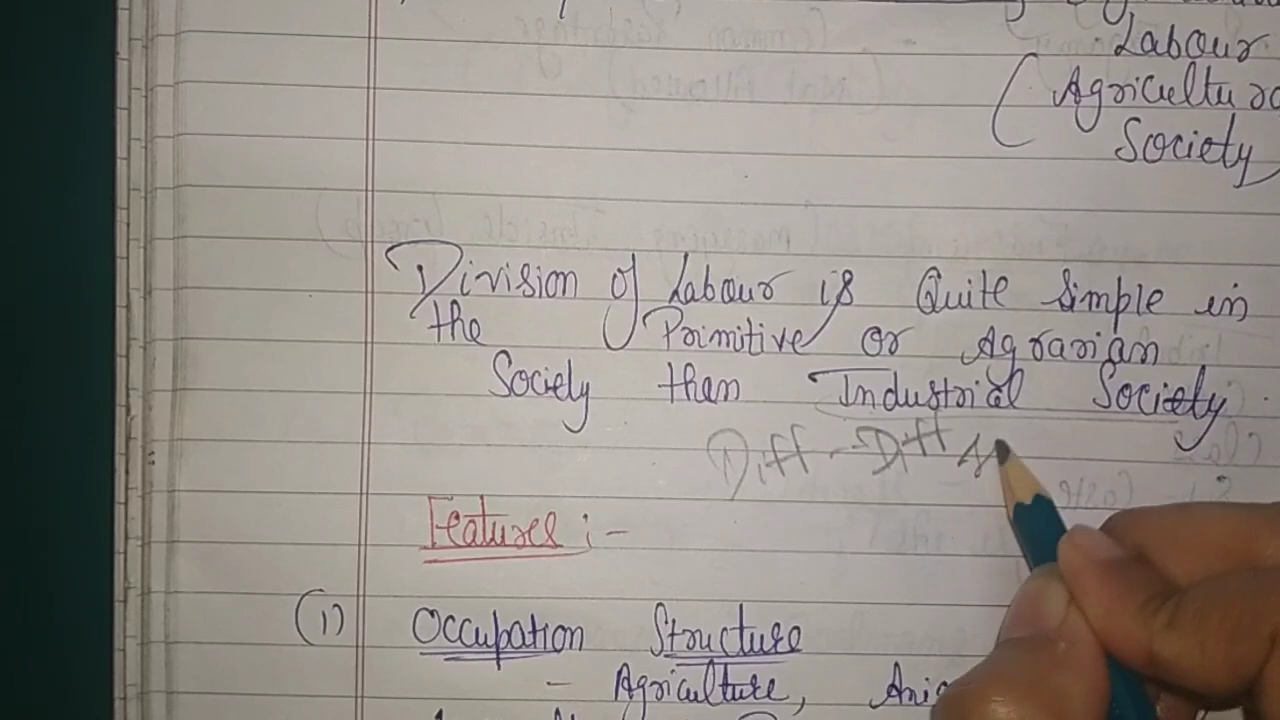 Labour
(Agricultura
Society
Division of Labour is Quite Simple in
the Primitive or Agrarian
Society than Industrial Society.
Diff-Diff
Features :-
(1) Occupation Structure
- Agriculture,